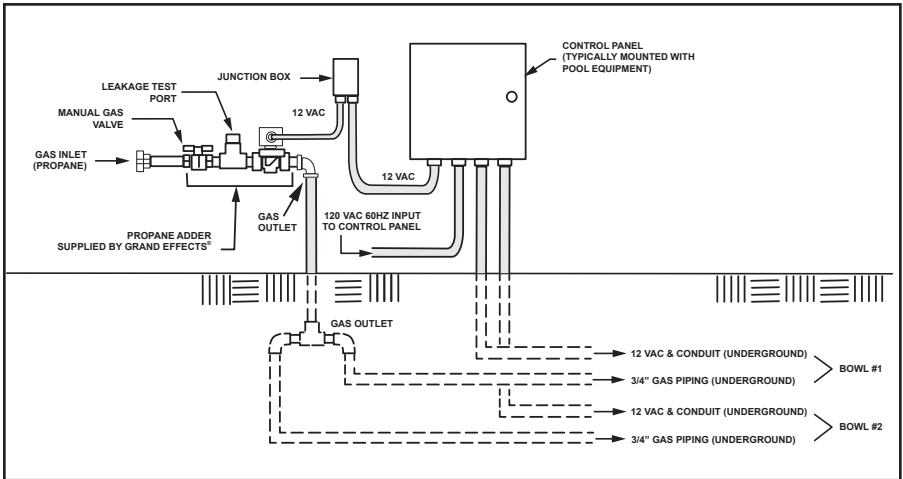 CONTROL PANEL
(TYPICALLY MOUNTED WITH
POOL EQUIPMENT)
JUNCTION BOX
LEAKAGE TEST
PORT
12 VAC
MANUAL GAS
VALVE
GAS INLET
(PROPANE)
12 VAC
GAS
OUTLET
120 VAC 60HZ INPUT
TO CONTROL PANEL
PROPANE ADDER
SUPPLIED BY GRAND EFFECTS®
GAS OUTLET
12 VAC & CONDUIT (UNDERGROUND)
BOWL #1
3/4” GAS PIPING (UNDERGROUND)
12 VAC & CONDUIT (UNDERGROUND)
BOWL #2
3/4” GAS PIPING (UNDERGROUND)